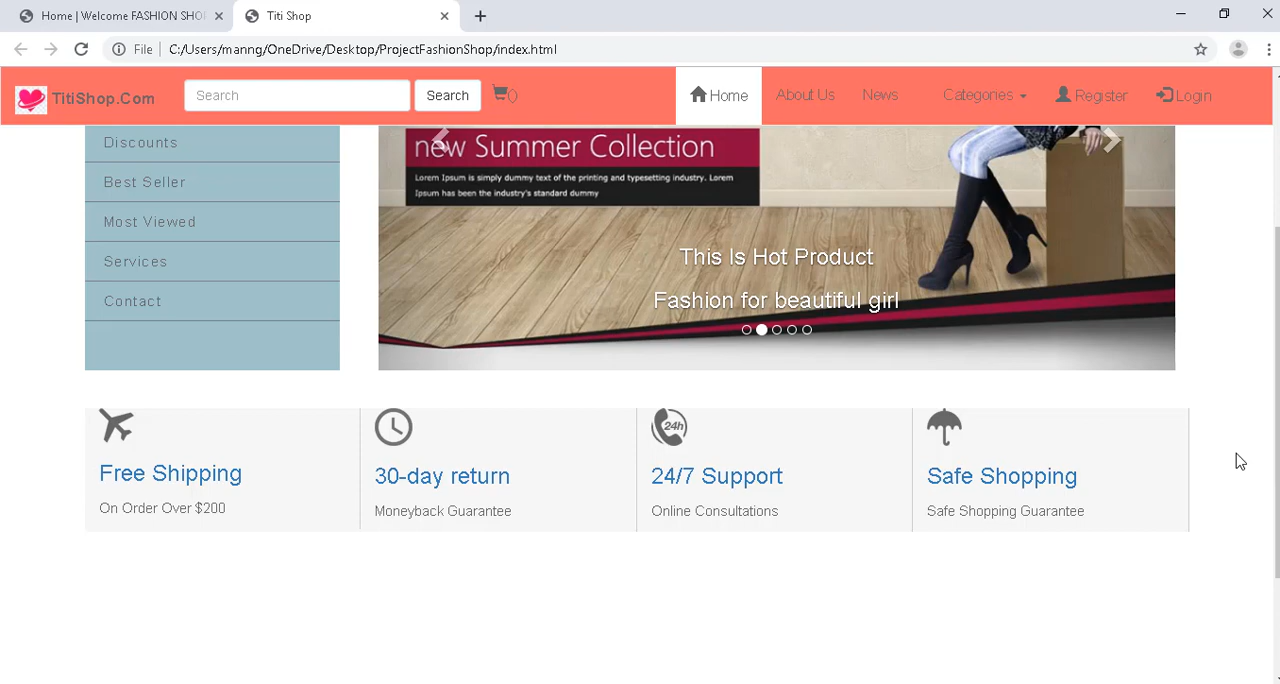 Home | Welcome FASHION SHO
Titi Shop
File
C:/Users/manng/OneDrive/Desktop/ProjectFashionShop/index.html
TitiShop.Com
Search
Search
()
Home
About Us
News
Categories
Register
Login
Discounts
Best Seller
Most Viewed
Services
Contact
new Summer Collection
Lorem Ipsum is simply dummy text of the printing and typesetting industry. Lorem
Ipsum has been the industry's standard dummy
This Is Hot Product
Fashion for beautiful girl
24h
Free Shipping
On Order Over $200
30-day return
Moneyback Guarantee
24/7 Support
Online Consultations
Safe Shopping
Safe Shopping Guarantee